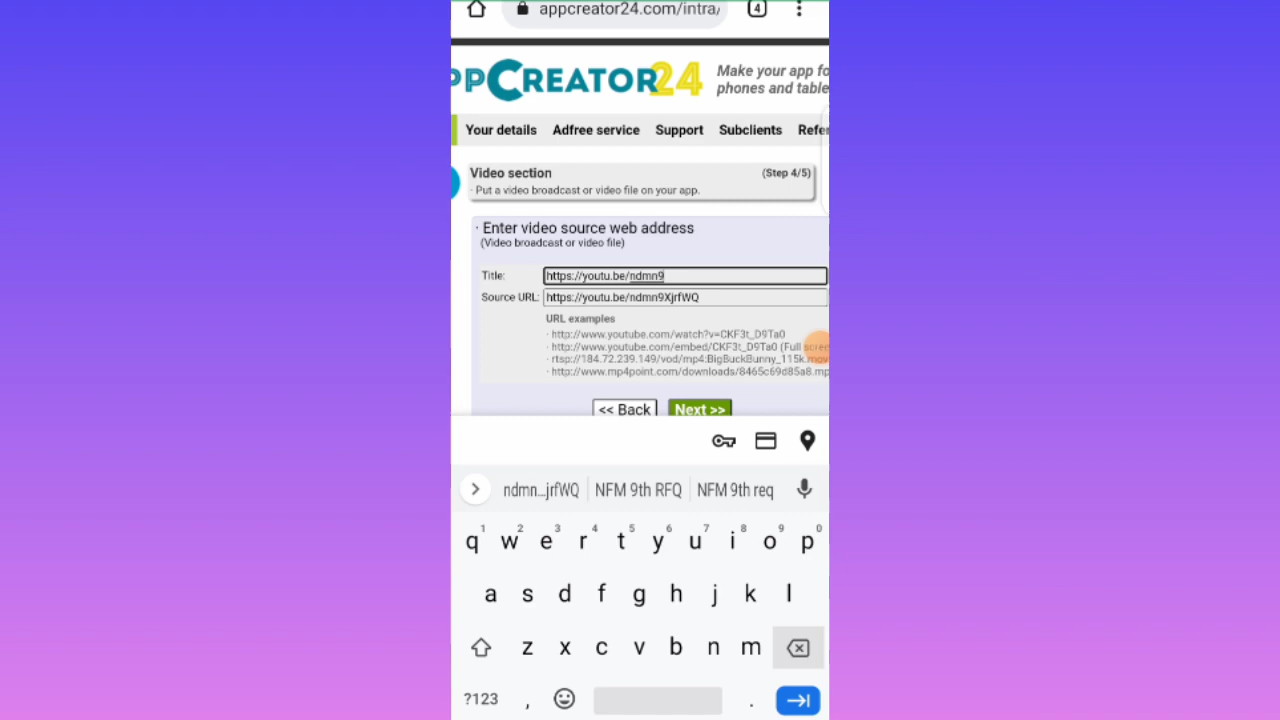 appcreator24.com/intra/
4
PPCREATOR24
Make your app fo
phones and table
Your details Adfree service Support Subclients Refer
Video section (Step 4/5)
· Put a video broadcast or video file on your app.
· Enter video source web address
(Video broadcast or video file)
Title: https://youtu.be/ndmn9
Source URL: https://youtu.be/ndmn9XjrfWQ
URL examples
· http://www.youtube.com/watch?v=CKF3t_D9Ta0
· http://www.youtube.com/embed/CKF3t_D9Ta0 (Full screen
· rtsp://184.72.239.149/vod/mp4:BigBuckBunny_115k.mov
· http://www.mp4point.com/downloads/8465c69d85a8.mp
<< Back Next >>
ndmn...jrfWQ NFM 9th RFQ NFM 9th req
1 2 3 4 5 6 7 8 9 0
q w e r t y u i o p
a s d f g h j k l
z x c v b n m
?123 , .